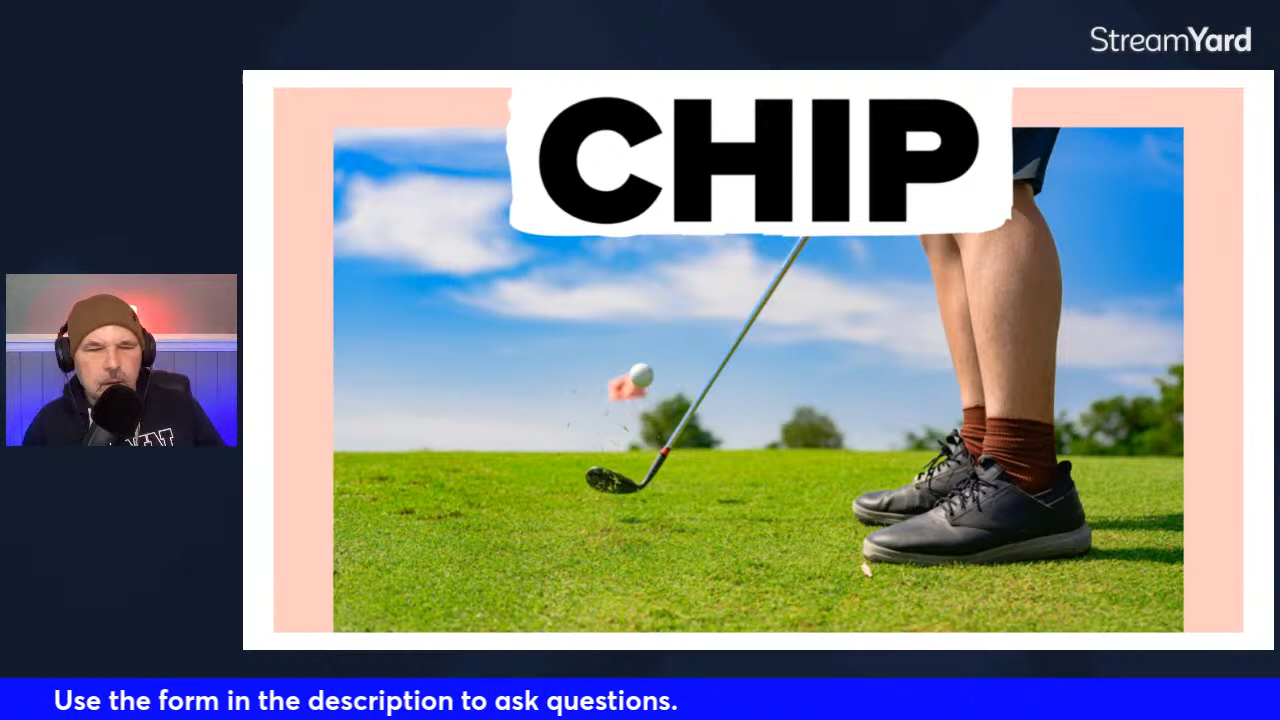 StreamYard
CHIP
Use the form in the description to ask questions.